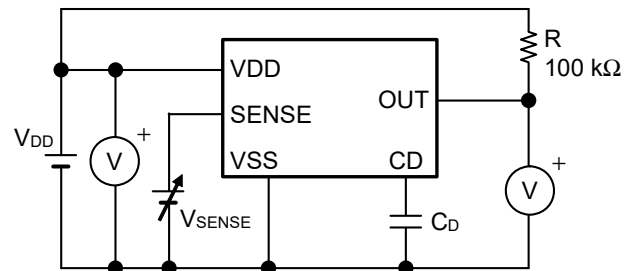 R
100 kΩ
VDD
OUT
SENSE
VDD
V
+
VSS
CD
V
+
VSENSE
CD